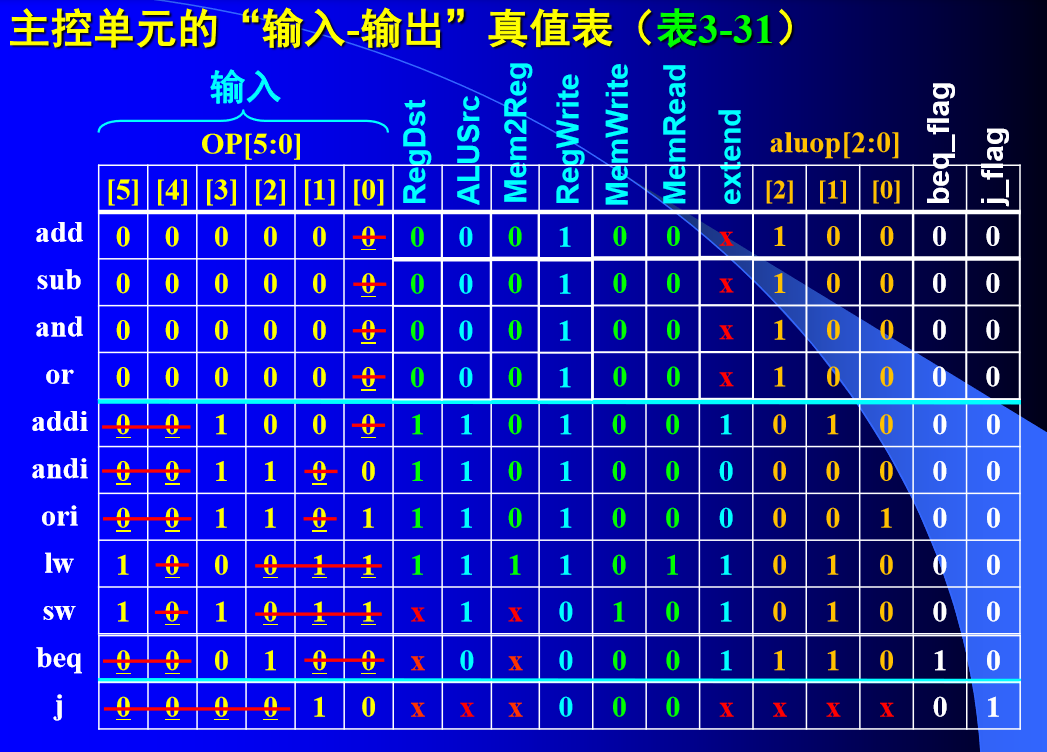 主控单元的“输入-输出”真值表（表3-31）
输入
OP[5:0] RegDst ALUSrc Mem2Reg RegWrite MemWrite MemRead extend aluop[2:0] beq_flag j_flag
[5] [4] [3] [2] [1] [0] [2] [1] [0]
add 0 0 0 0 0 0 0 0 0 1 0 0 x 1 0 0 0 0
sub 0 0 0 0 0 0 0 0 0 1 0 0 x 1 0 0 0 0
and 0 0 0 0 0 0 0 0 0 1 0 0 x 1 0 0 0 0
or 0 0 0 0 0 0 0 0 0 1 0 0 x 1 0 0 0 0
addi 0 0 1 0 0 0 1 1 0 1 0 0 1 0 1 0 0 0
andi 0 0 1 1 0 0 1 1 0 1 0 0 0 0 0 0 0 0
ori 0 0 1 1 0 1 1 1 0 1 0 0 0 0 0 1 0 0
lw 1 0 0 0 1 1 1 1 1 1 0 1 1 0 1 0 0 0
sw 1 0 1 0 1 1 x 1 x 0 1 0 1 0 1 0 0 0
beq 0 0 0 1 0 0 x 0 x 0 0 0 1 1 1 0 1 0
j 0 0 0 0 1 0 x x x 0 0 0 x x x x 0 1